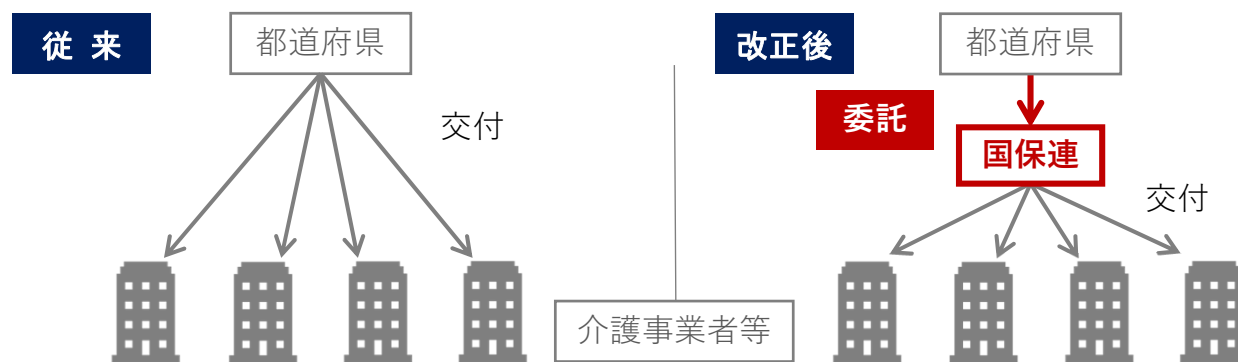 従 来
都道府県
交付
改正後
都道府県
委託
国保連
交付
介護事業者等